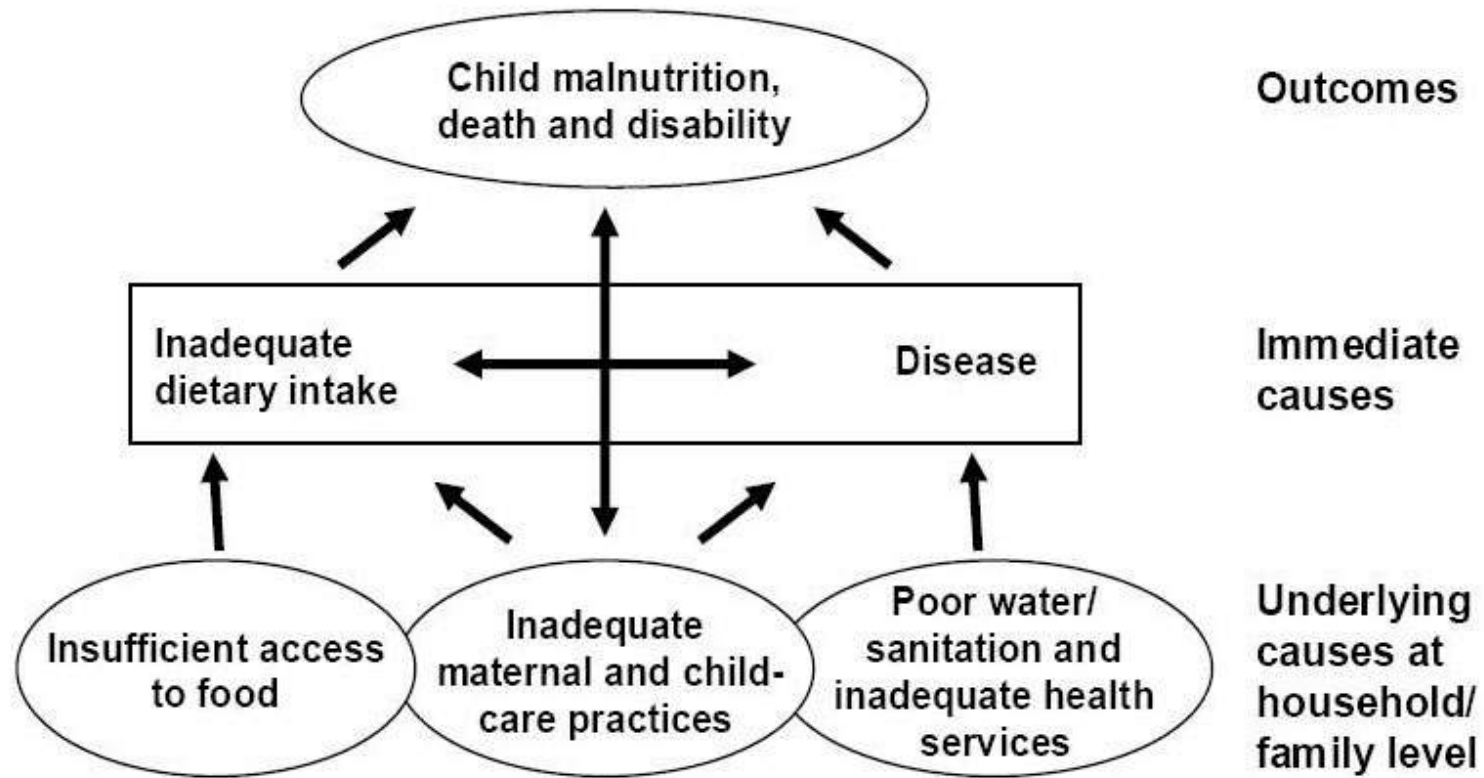 Child malnutrition,
death and disability
Outcomes
Inadequate
dietary intake
Disease
Immediate
causes
Insufficient access
to food
Inadequate
maternal and child-
care practices
Poor water/
sanitation and
inadequate health
services
Underlying
causes at
household/
family level